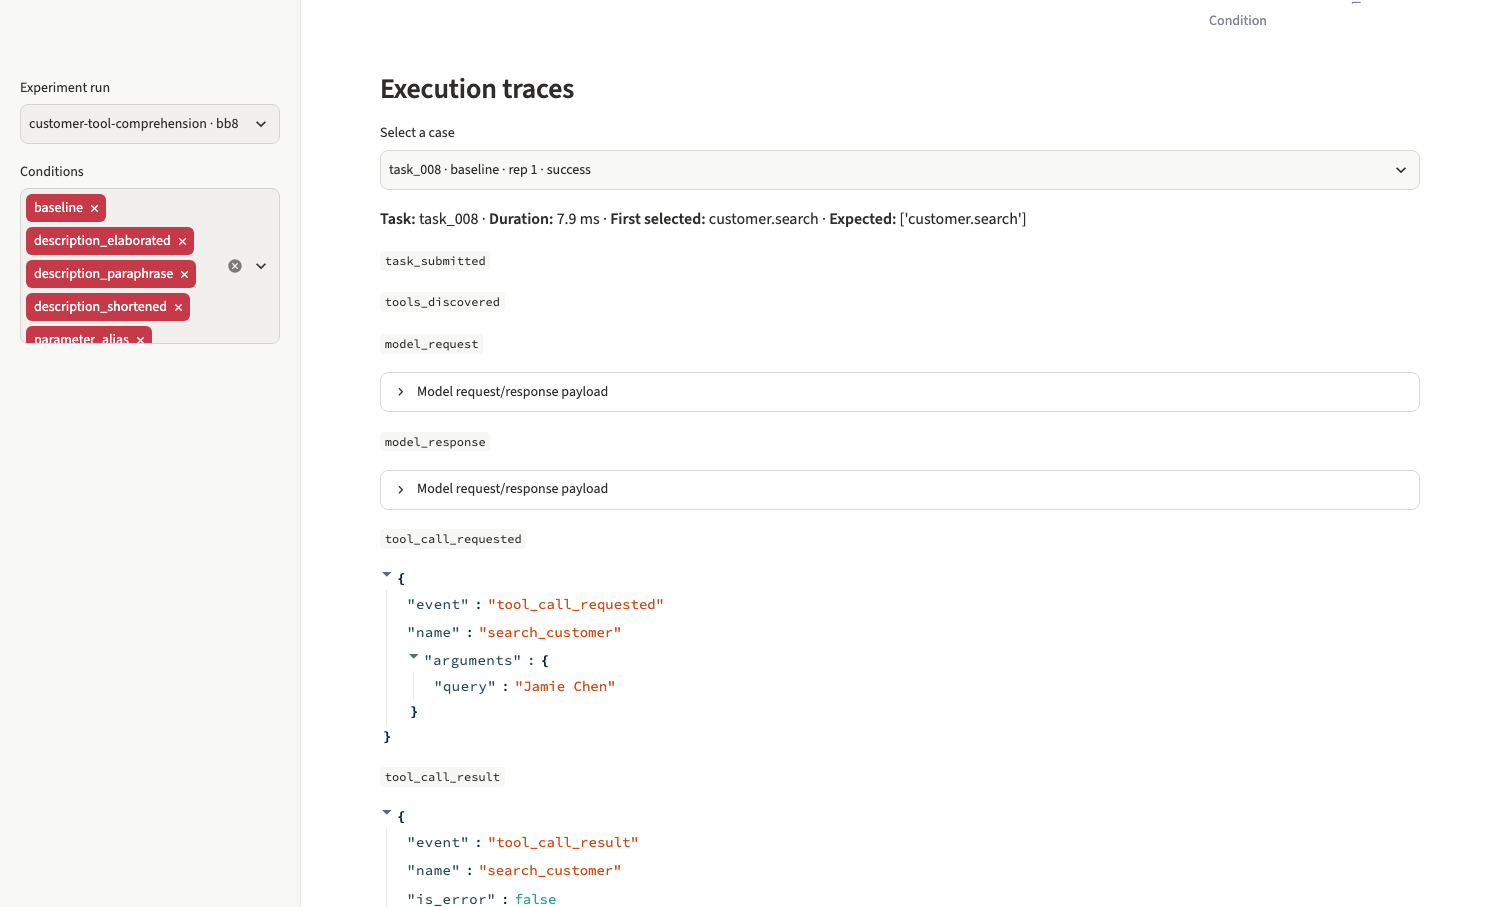 Experiment run
customer-tool-comprehension · bb8
Conditions
baseline ×
description_elaborated ×
description_paraphrase ×
description_shortened ×
parameter_alias ×
Condition
Execution traces
Select a case
task_008 · baseline · rep 1 · success
Task: task_008 · Duration: 7.9 ms · First selected: customer.search · Expected: ['customer.search']
task_submitted
tools_discovered
model_request
Model request/response payload
model_response
Model request/response payload
tool_call_requested
{
"event" : "tool_call_requested"
"name" : "search_customer"
"arguments" : {
"query" : "Jamie Chen"
}
}
tool_call_result
{
"event" : "tool_call_result"
"name" : "search_customer"
"is_error" : false